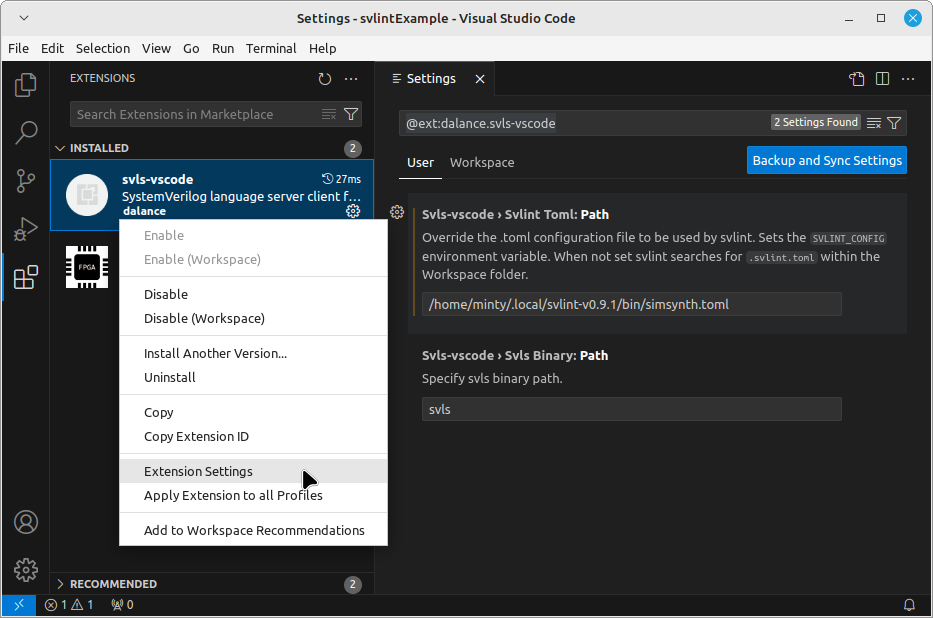 Settings - svlintExample - Visual Studio Code
File Edit Selection View Go Run Terminal Help
EXTENSIONS
Search Extensions in Marketplace
INSTALLED 2
svls-vscode 27ms
SystemVerilog language server client f...
dalance
FPGA
Enable
Enable (Workspace)
Disable
Disable (Workspace)
Install Another Version...
Uninstall
Copy
Copy Extension ID
Extension Settings
Apply Extension to all Profiles
Add to Workspace Recommendations
RECOMMENDED 2
Settings
@ext:dalance.svls-vscode 2 Settings Found
User Workspace Backup and Sync Settings
Svls-vscode › Svlint Toml: Path
Override the .toml configuration file to be used by svlint. Sets the SVLINT_CONFIG
environment variable. When not set svlint searches for .svlint.toml within the
Workspace folder.
/home/minty/.local/svlint-v0.9.1/bin/simsynth.toml
Svls-vscode › Svls Binary: Path
Specify svls binary path.
svls
1 1 0